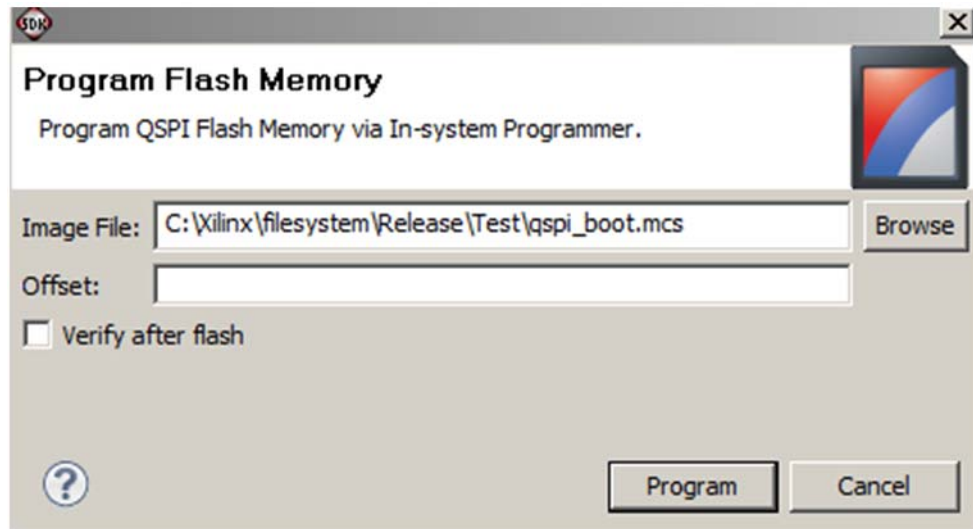 SDK
Program Flash Memory
Program QSPI Flash Memory via In-system Programmer.
Image File: C:\Xilinx\filesystem\Release\Test\qspi_boot.mcs Browse
Offset:
Verify after flash
? Program Cancel